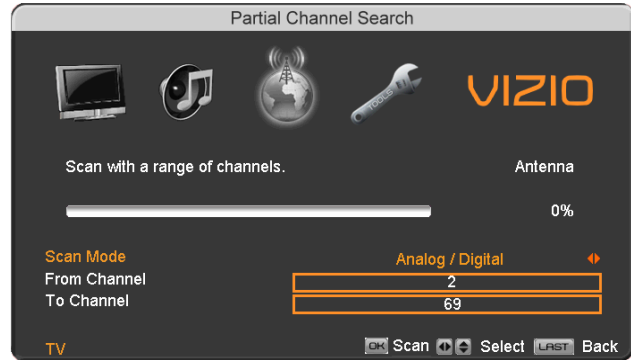 Partial Channel Search
TOOLS
VIZIO
Scan with a range of channels.
Antenna
0%
Scan Mode Analog / Digital
From Channel 2
To Channel 69
TV OK Scan Select LAST Back